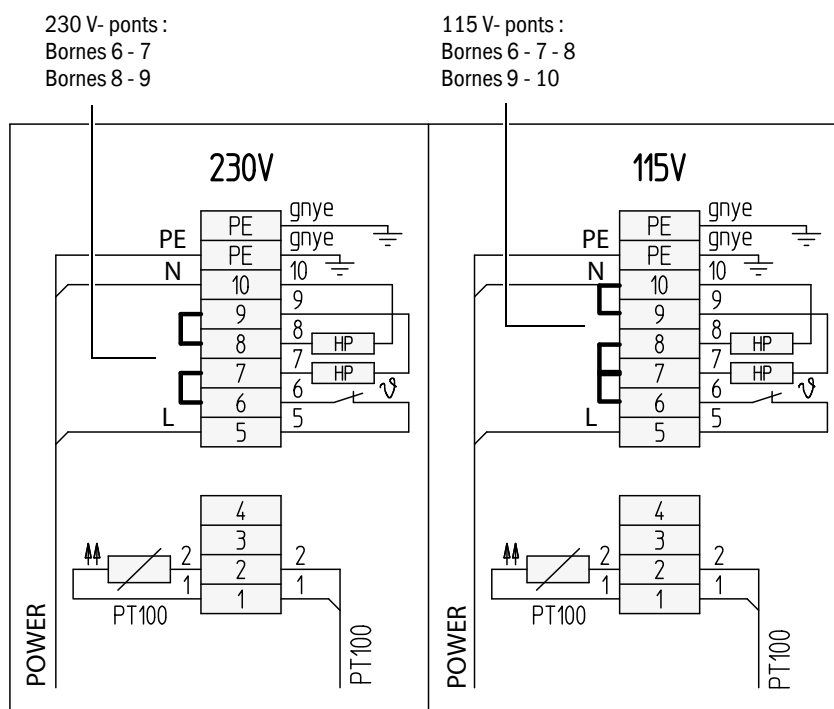 230 V- ponts :
Bornes 6 - 7
Bornes 8 - 9
115 V- ponts :
Bornes 6 - 7 - 8
Bornes 9 - 10
230V
PE gnye
PE PE gnye
N 10 10
9 9
8 8 HP
7 7 HP
6 6 ϑ
L 5 5
4
3
2 2 2
1 1 1
PT100
POWER
PT100
115V
PE gnye
PE PE gnye
N 10 10
9 9
8 8 HP
7 7 HP
6 6 ϑ
L 5 5
4
3
2 2 2
1 1 1
PT100
POWER
PT100